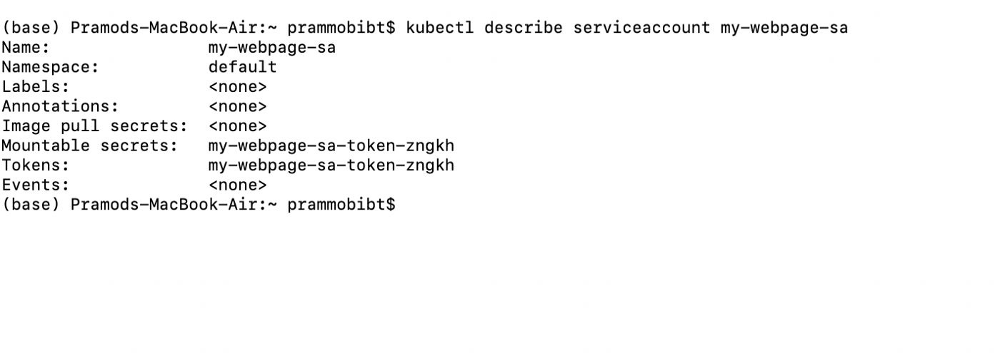 (base) Pramods-MacBook-Air:~ prammobibt$ kubectl describe serviceaccount my-webpage-sa
Name:                my-webpage-sa
Namespace:           default
Labels:              <none>
Annotations:         <none>
Image pull secrets:  <none>
Mountable secrets:   my-webpage-sa-token-zngkh
Tokens:              my-webpage-sa-token-zngkh
Events:              <none>
(base) Pramods-MacBook-Air:~ prammobibt$